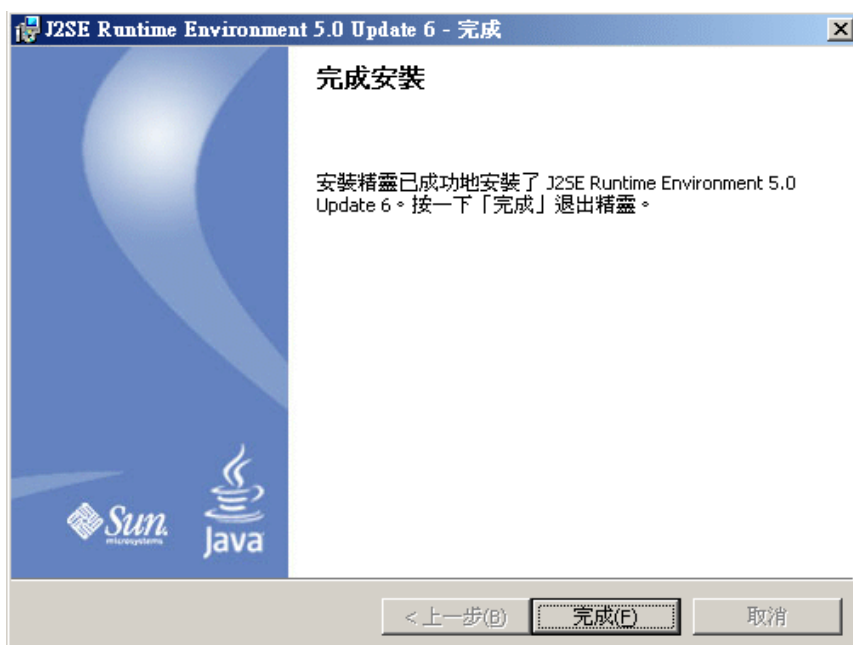 J2SE Runtime Environment 5.0 Update 6 - 完成
完成安裝
安裝精靈已成功地安裝了 J2SE Runtime Environment 5.0
Update 6。按一下「完成」退出精靈。
Sun
microsystems
Java
<上一步(B)
完成(F)
取消